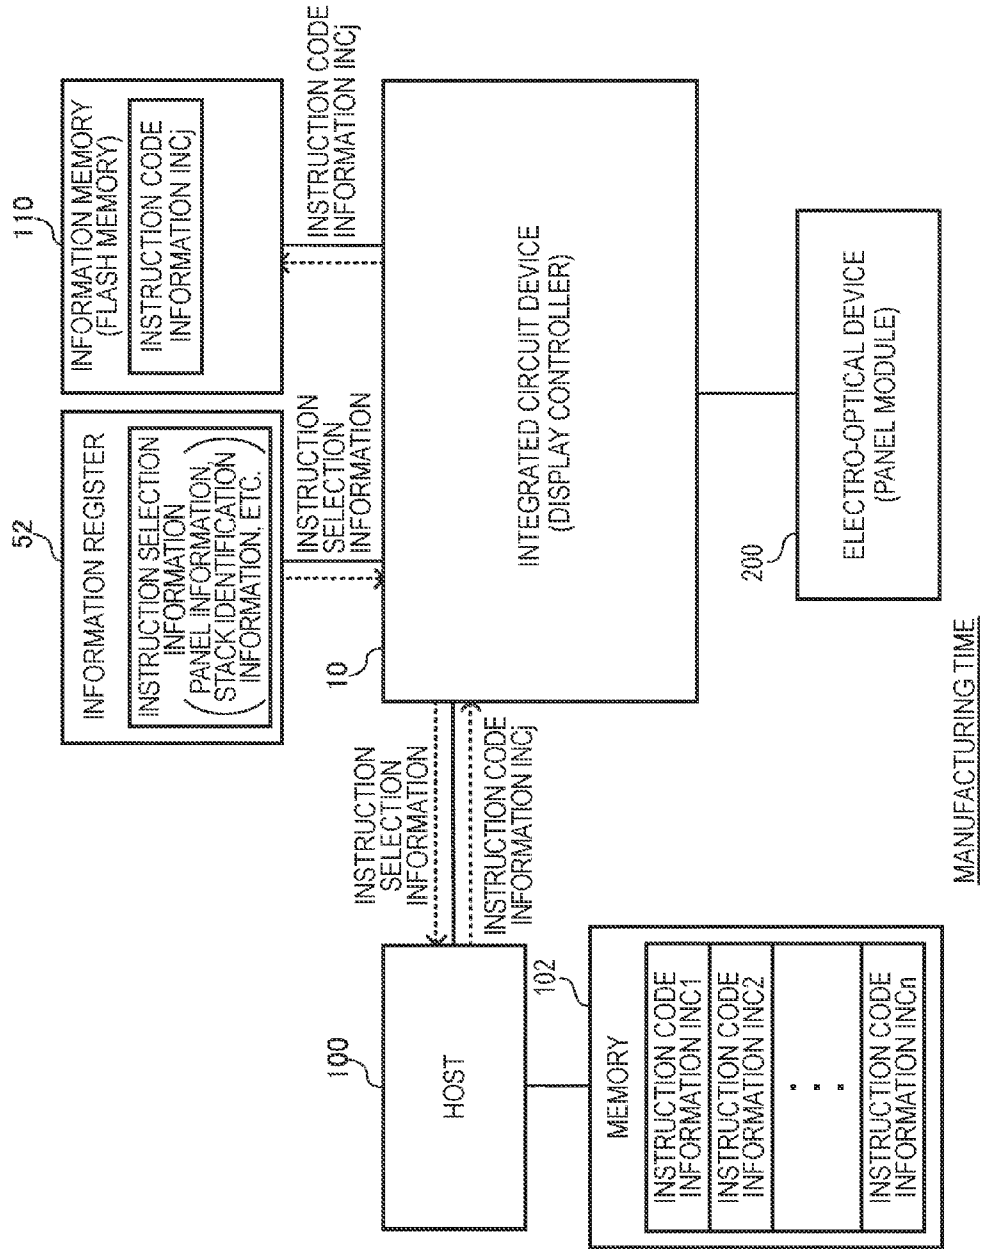 52
INFORMATION REGISTER
INSTRUCTION SELECTION
INFORMATION
(PANEL INFORMATION,
STACK IDENTIFICATION
INFORMATION, ETC.)
110
INFORMATION MEMORY
(FLASH MEMORY)
INSTRUCTION CODE
INFORMATION INCj
INSTRUCTION
SELECTION
INFORMATION
INSTRUCTION CODE
INFORMATION INCj
100
HOST
INSTRUCTION
SELECTION
INFORMATION
INSTRUCTION CODE
INFORMATION INCj
10
INTEGRATED CIRCUIT DEVICE
(DISPLAY CONTROLLER)
102
MEMORY
INSTRUCTION CODE
INFORMATION INC1
INSTRUCTION CODE
INFORMATION INC2
. . .
INSTRUCTION CODE
INFORMATION INCn
200
ELECTRO-OPTICAL DEVICE
(PANEL MODULE)
MANUFACTURING TIME